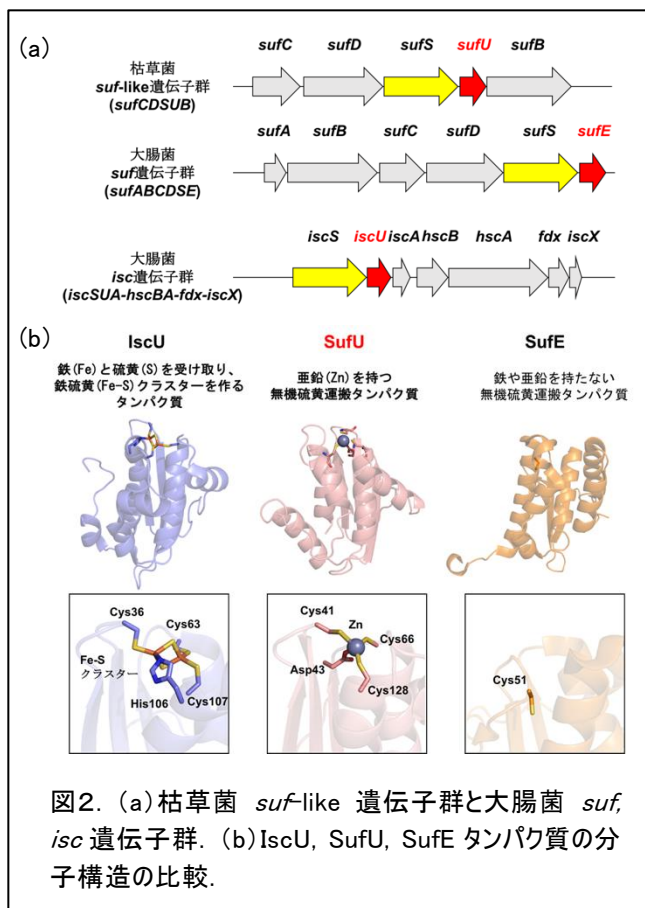 (a)
sufC sufD sufS sufU sufB
枯草菌
suf-like遺伝子群
(sufCDSUB)
sufA sufB sufC sufD sufS sufE
大腸菌
suf遺伝子群
(sufABCDSE)
iscS iscU iscA hscB hscA fdx iscX
大腸菌
isc遺伝子群
(iscSUA-hscBA-fdx-iscX)
(b)
IscU SufU SufE
鉄(Fe)と硫黄(S)を受け取り、
鉄硫黄(Fe-S)クラスターを作る
タンパク質
亜鉛(Zn)を持つ
無機硫黄運搬タンパク質
鉄や亜鉛を持たない
無機硫黄運搬タンパク質
Cys36
Cys63
Fe-S
クラスター
His106
Cys107
Cys41
Zn
Cys66
Asp43
Cys128
Cys51
図2. (a)枯草菌 suf-like 遺伝子群と大腸菌 suf,
isc 遺伝子群. (b)IscU, SufU, SufE タンパク質の分
子構造の比較.